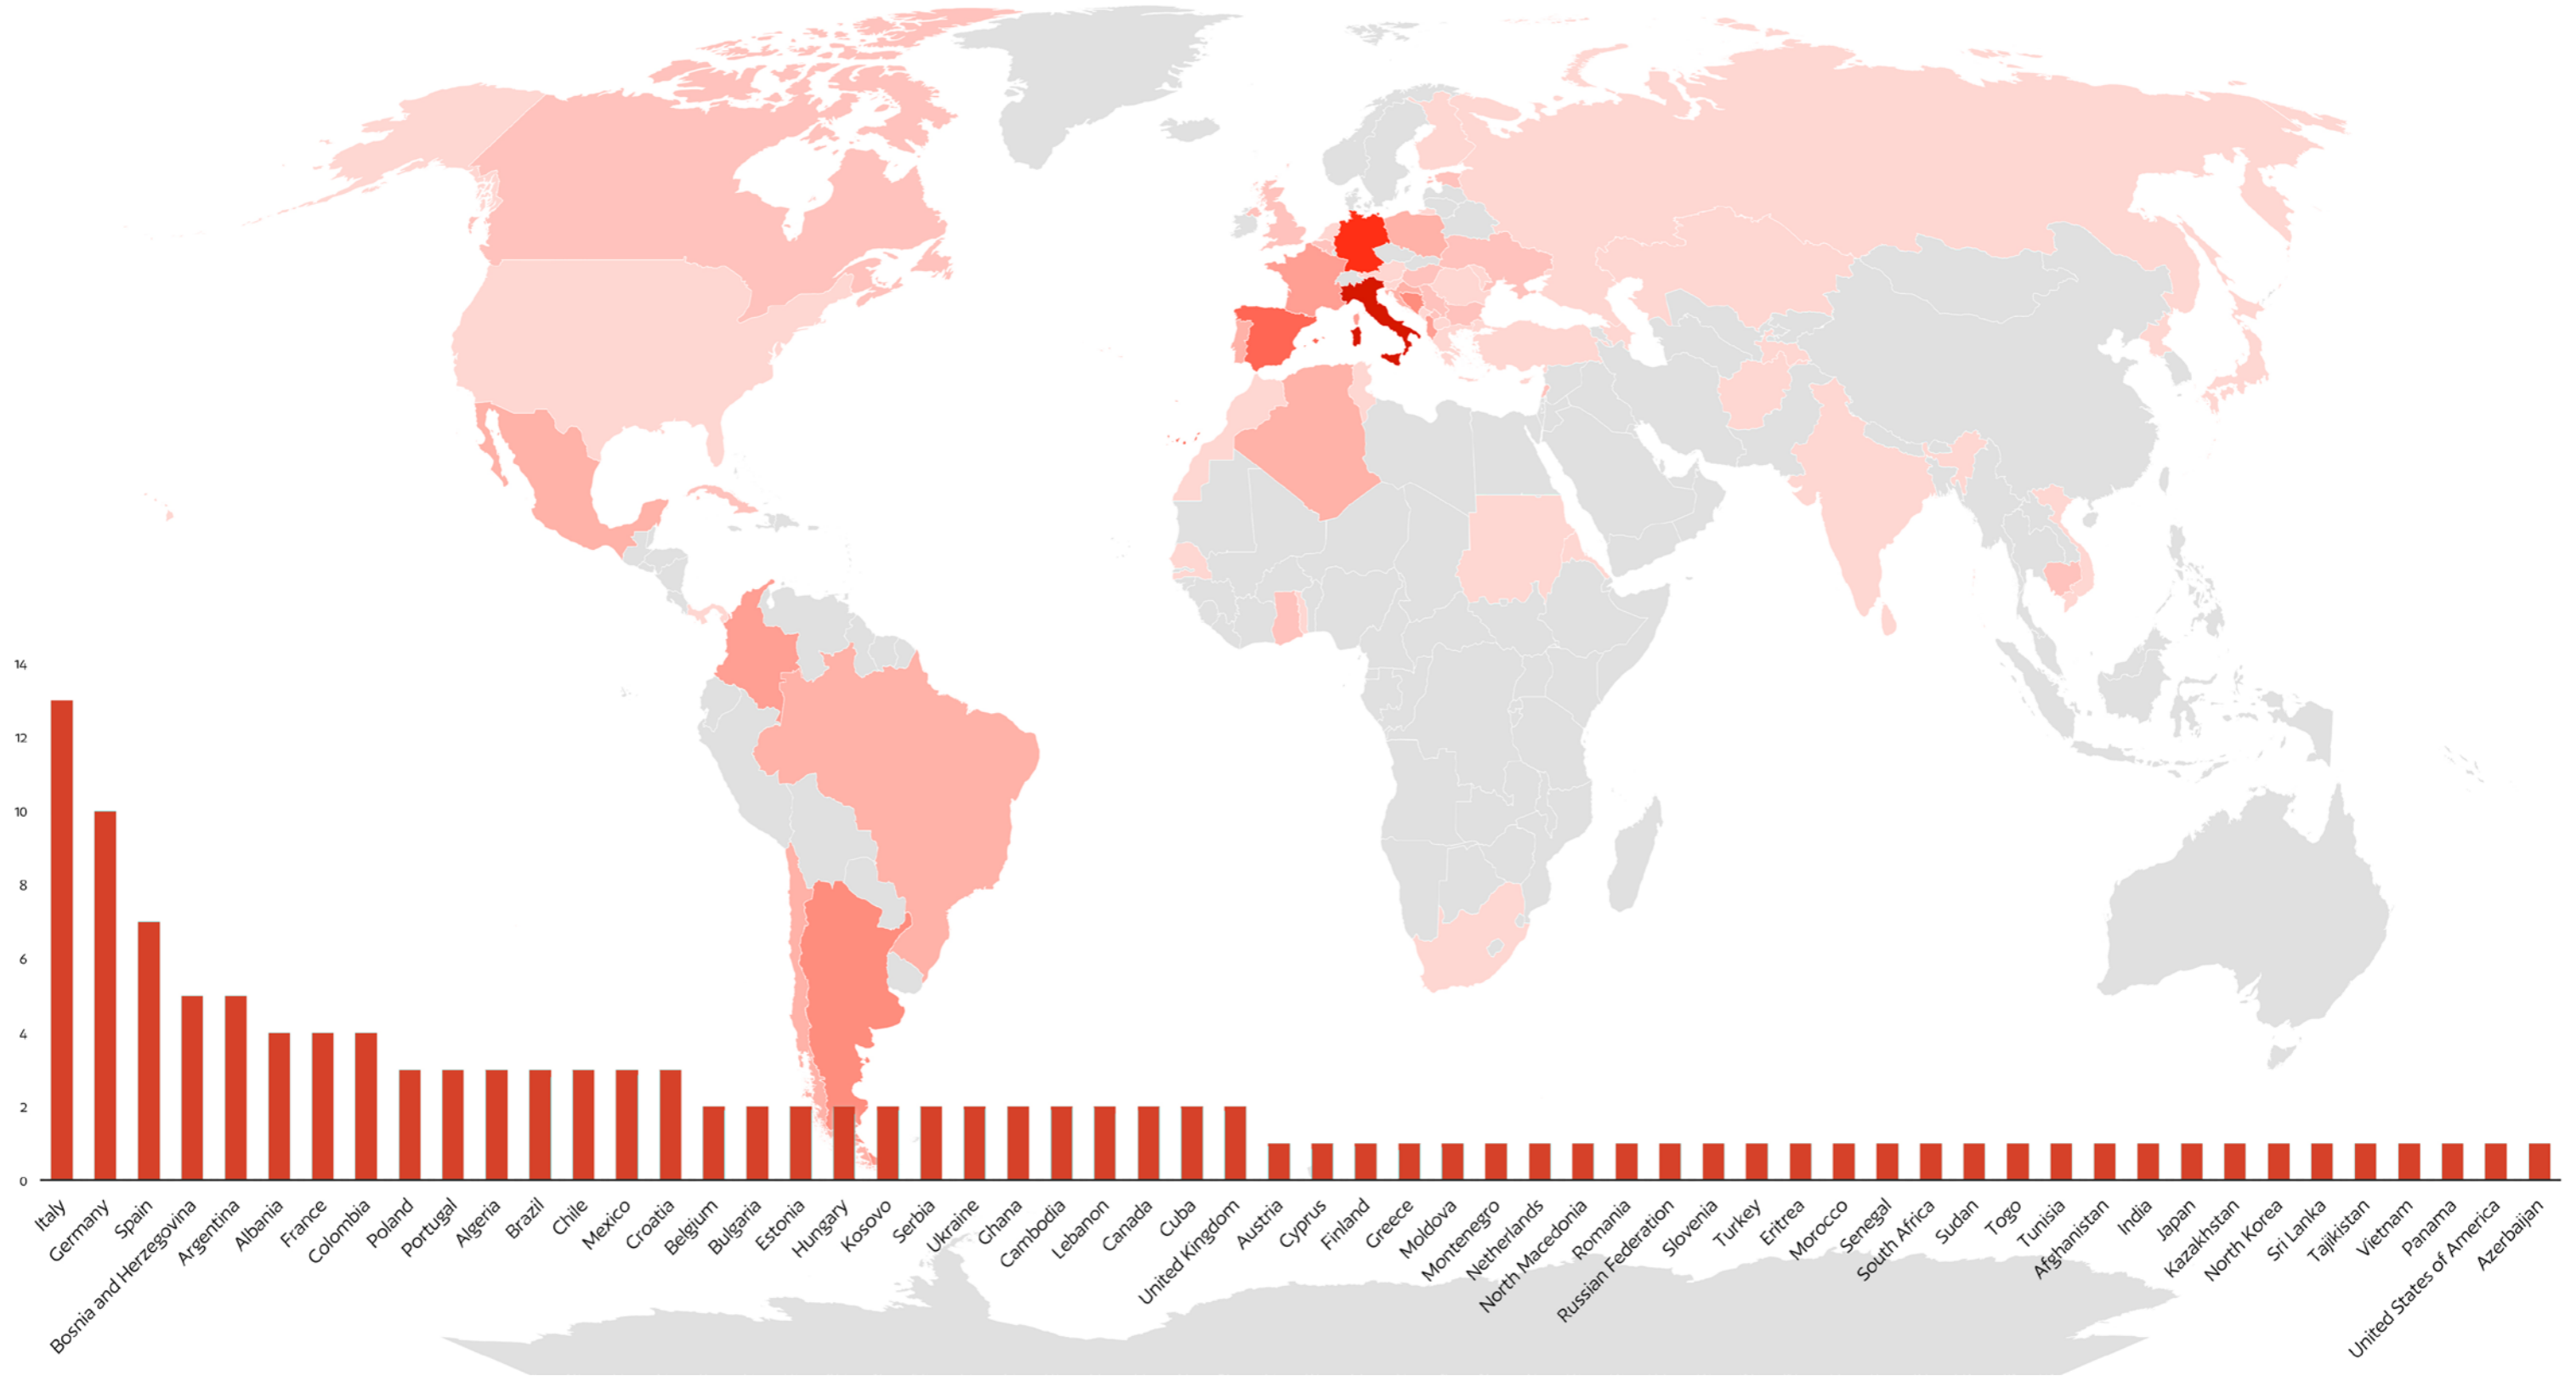 14
12
10
8
6
4
2
0
Italy
Germany
Spain
Bosnia and Herzegovina
Argentina
Albania
France
Colombia
Poland
Portugal
Algeria
Brazil
Chile
Mexico
Croatia
Belgium
Bulgaria
Estonia
Hungary
Kosovo
Serbia
Ukraine
Ghana
Cambodia
Lebanon
Canada
Cuba
United Kingdom
Austria
Cyprus
Finland
Greece
Moldova
Montenegro
Netherlands
North Macedonia
Romania
Russian Federation
Slovenia
Turkey
Eritrea
Morocco
Senegal
South Africa
Sudan
Togo
Tunisia
Afghanistan
India
Japan
Kazakhstan
North Korea
Sri Lanka
Tajikistan
Vietnam
Panama
United States of America
Azerbaijan